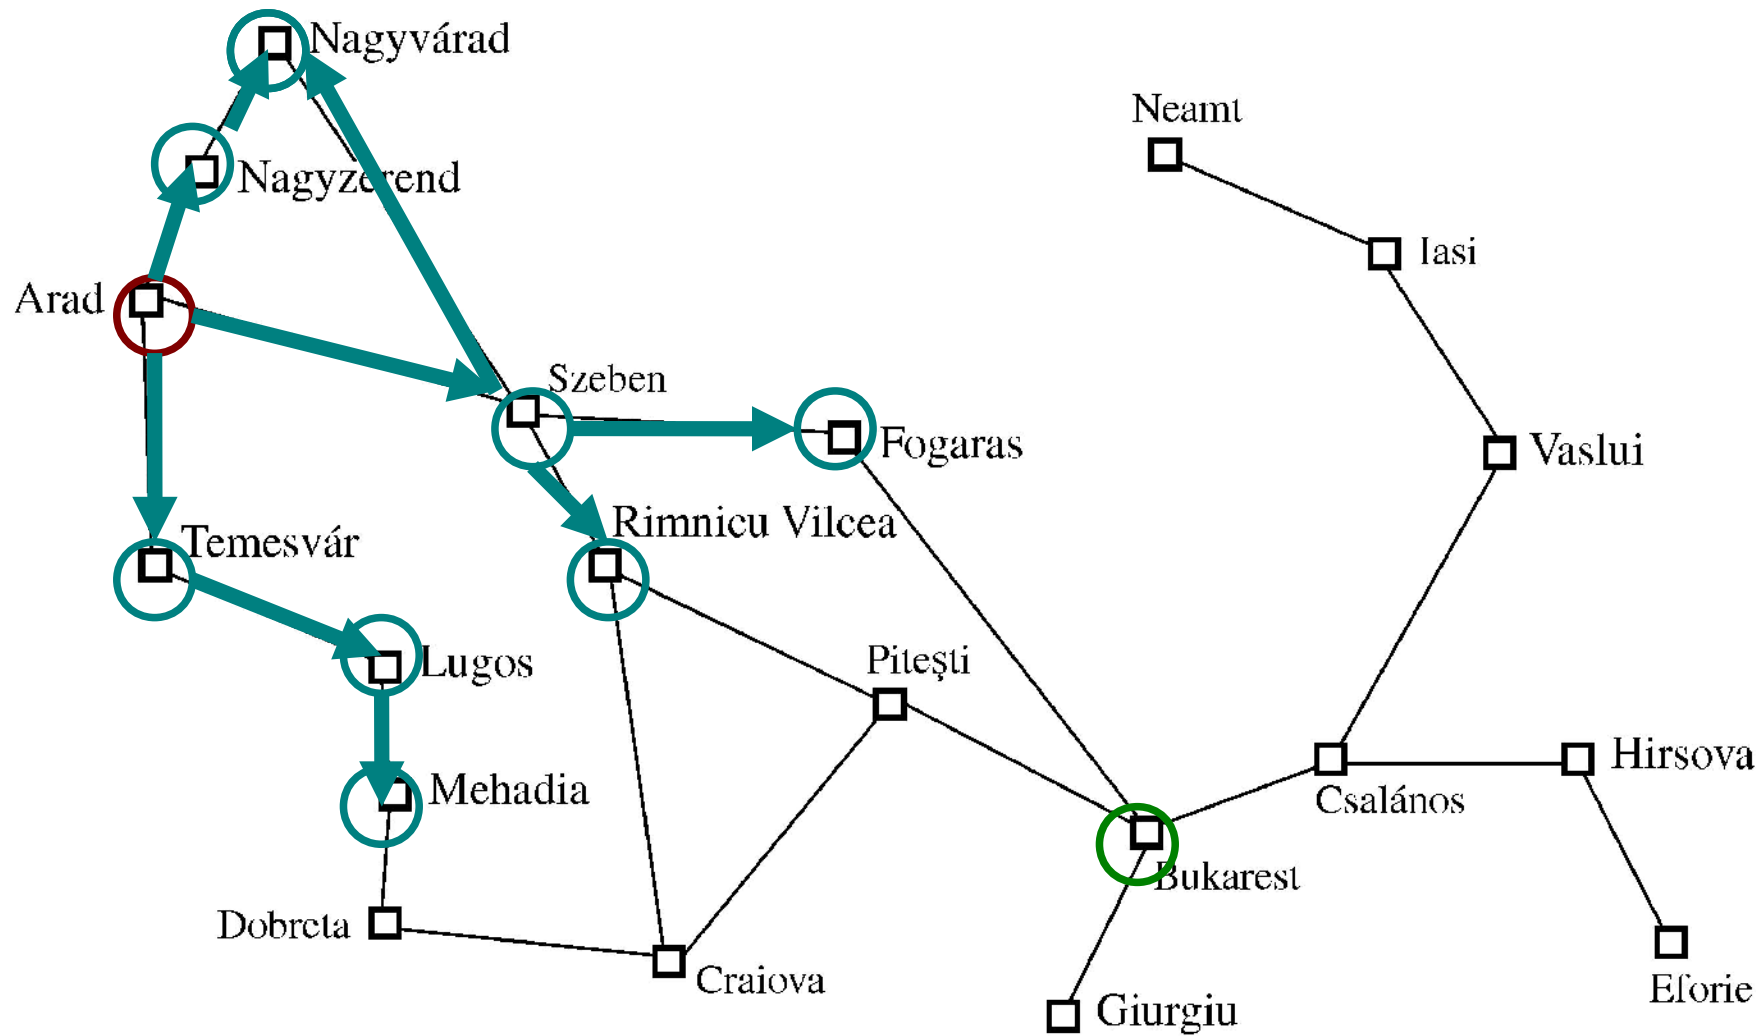 Nagyvárad
Neamt
Nagyzerend
Iasi
Arad
Szeben
Fogaras
Vaslui
Rimnicu Vilcea
Temesvár
Lugos
Piteşti
Hirsova
Mehadia
Csalános
Bukarest
Dobreta
Craiova
Eforie
Giurgiu